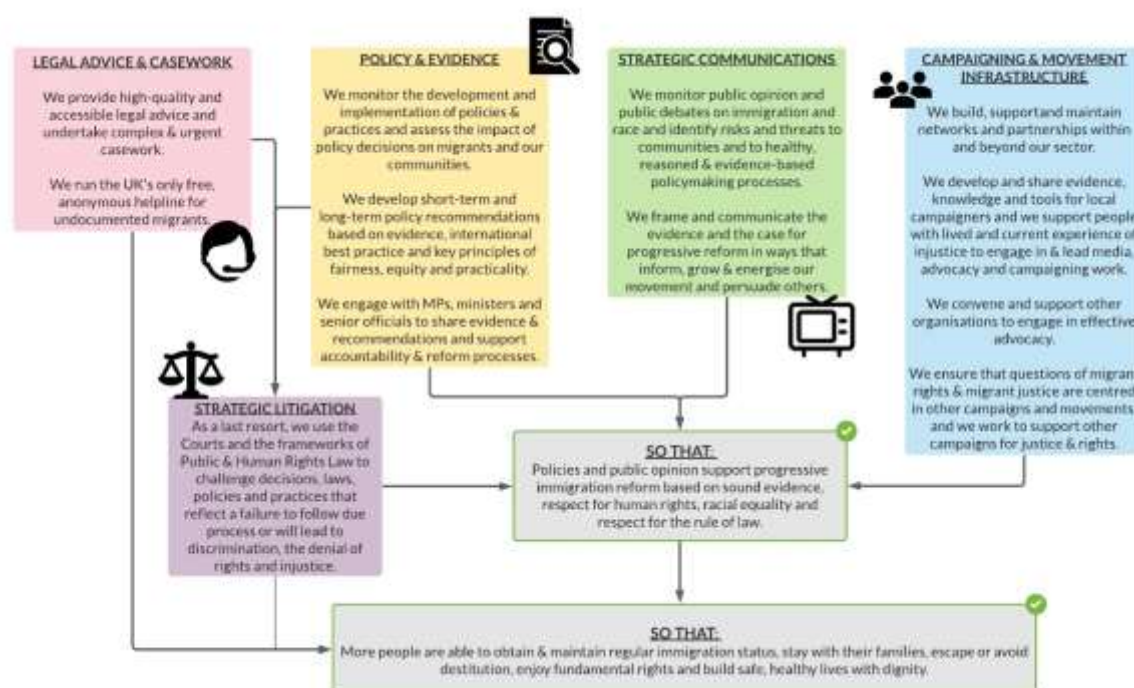 LEGAL ADVICE & CASEWORK
We provide high-quality and
accessible legal advice and
undertake complex & urgent
casework.
We run the UK's only free,
anonymous helpline for
undocumented migrants.
POLICY & EVIDENCE
We monitor the development and
implementation of policies &
practices and assess the impact of
policy decisions on migrants and our
communities.
We develop short-term and
long-term policy recommendations
based on evidence, international
best practice and key principles of
fairness, equity and practicality.
We engage with MPs, ministers and
senior officials to share evidence &
recommendations and support
accountability & reform processes.
STRATEGIC COMMUNICATIONS
We monitor public opinion and
public debates on immigration and
race and identify risks and threats to
communities and to healthy,
reasoned & evidence-based
policymaking processes.
We frame and communicate the
evidence and the case for
progressive reform in ways that
inform, grow & energise our
movement and persuade others.
CAMPAIGNING & MOVEMENT
INFRASTRUCTURE
We build, supportand maintain
networks and partnerships within
and beyond our sector.
We develop and share evidence,
knowledge and tools for local
campaigners and we support people
with lived and current experience of
injustice to engage in & lead media,
advocacy and campaigning work.
We convene and support other
organisations to engage in effective
advocacy.
We ensure that questions of migrant
rights & migrant justice are centred
in other campaigns and movements
and we work to support other
campaigns for justice & rights.
STRATEGIC LITIGATION
As a last resort, we use the
Courts and the frameworks of
Public & Human Rights Law to
challenge decisions, laws,
policies and practices that
reflect a failure to follow due
process or will lead to
discrimination, the denial of
rights and injustice.
SO THAT:
Policies and public opinion support progressive
immigration reform based on sound evidence,
respect for human rights, racial equality and
respect for the rule of law.
SO THAT:
More people are able to obtain & maintain regular immigration status, stay with their families, escape or avoid
destitution, enjoy fundamental rights and build safe, healthy lives with dignity.